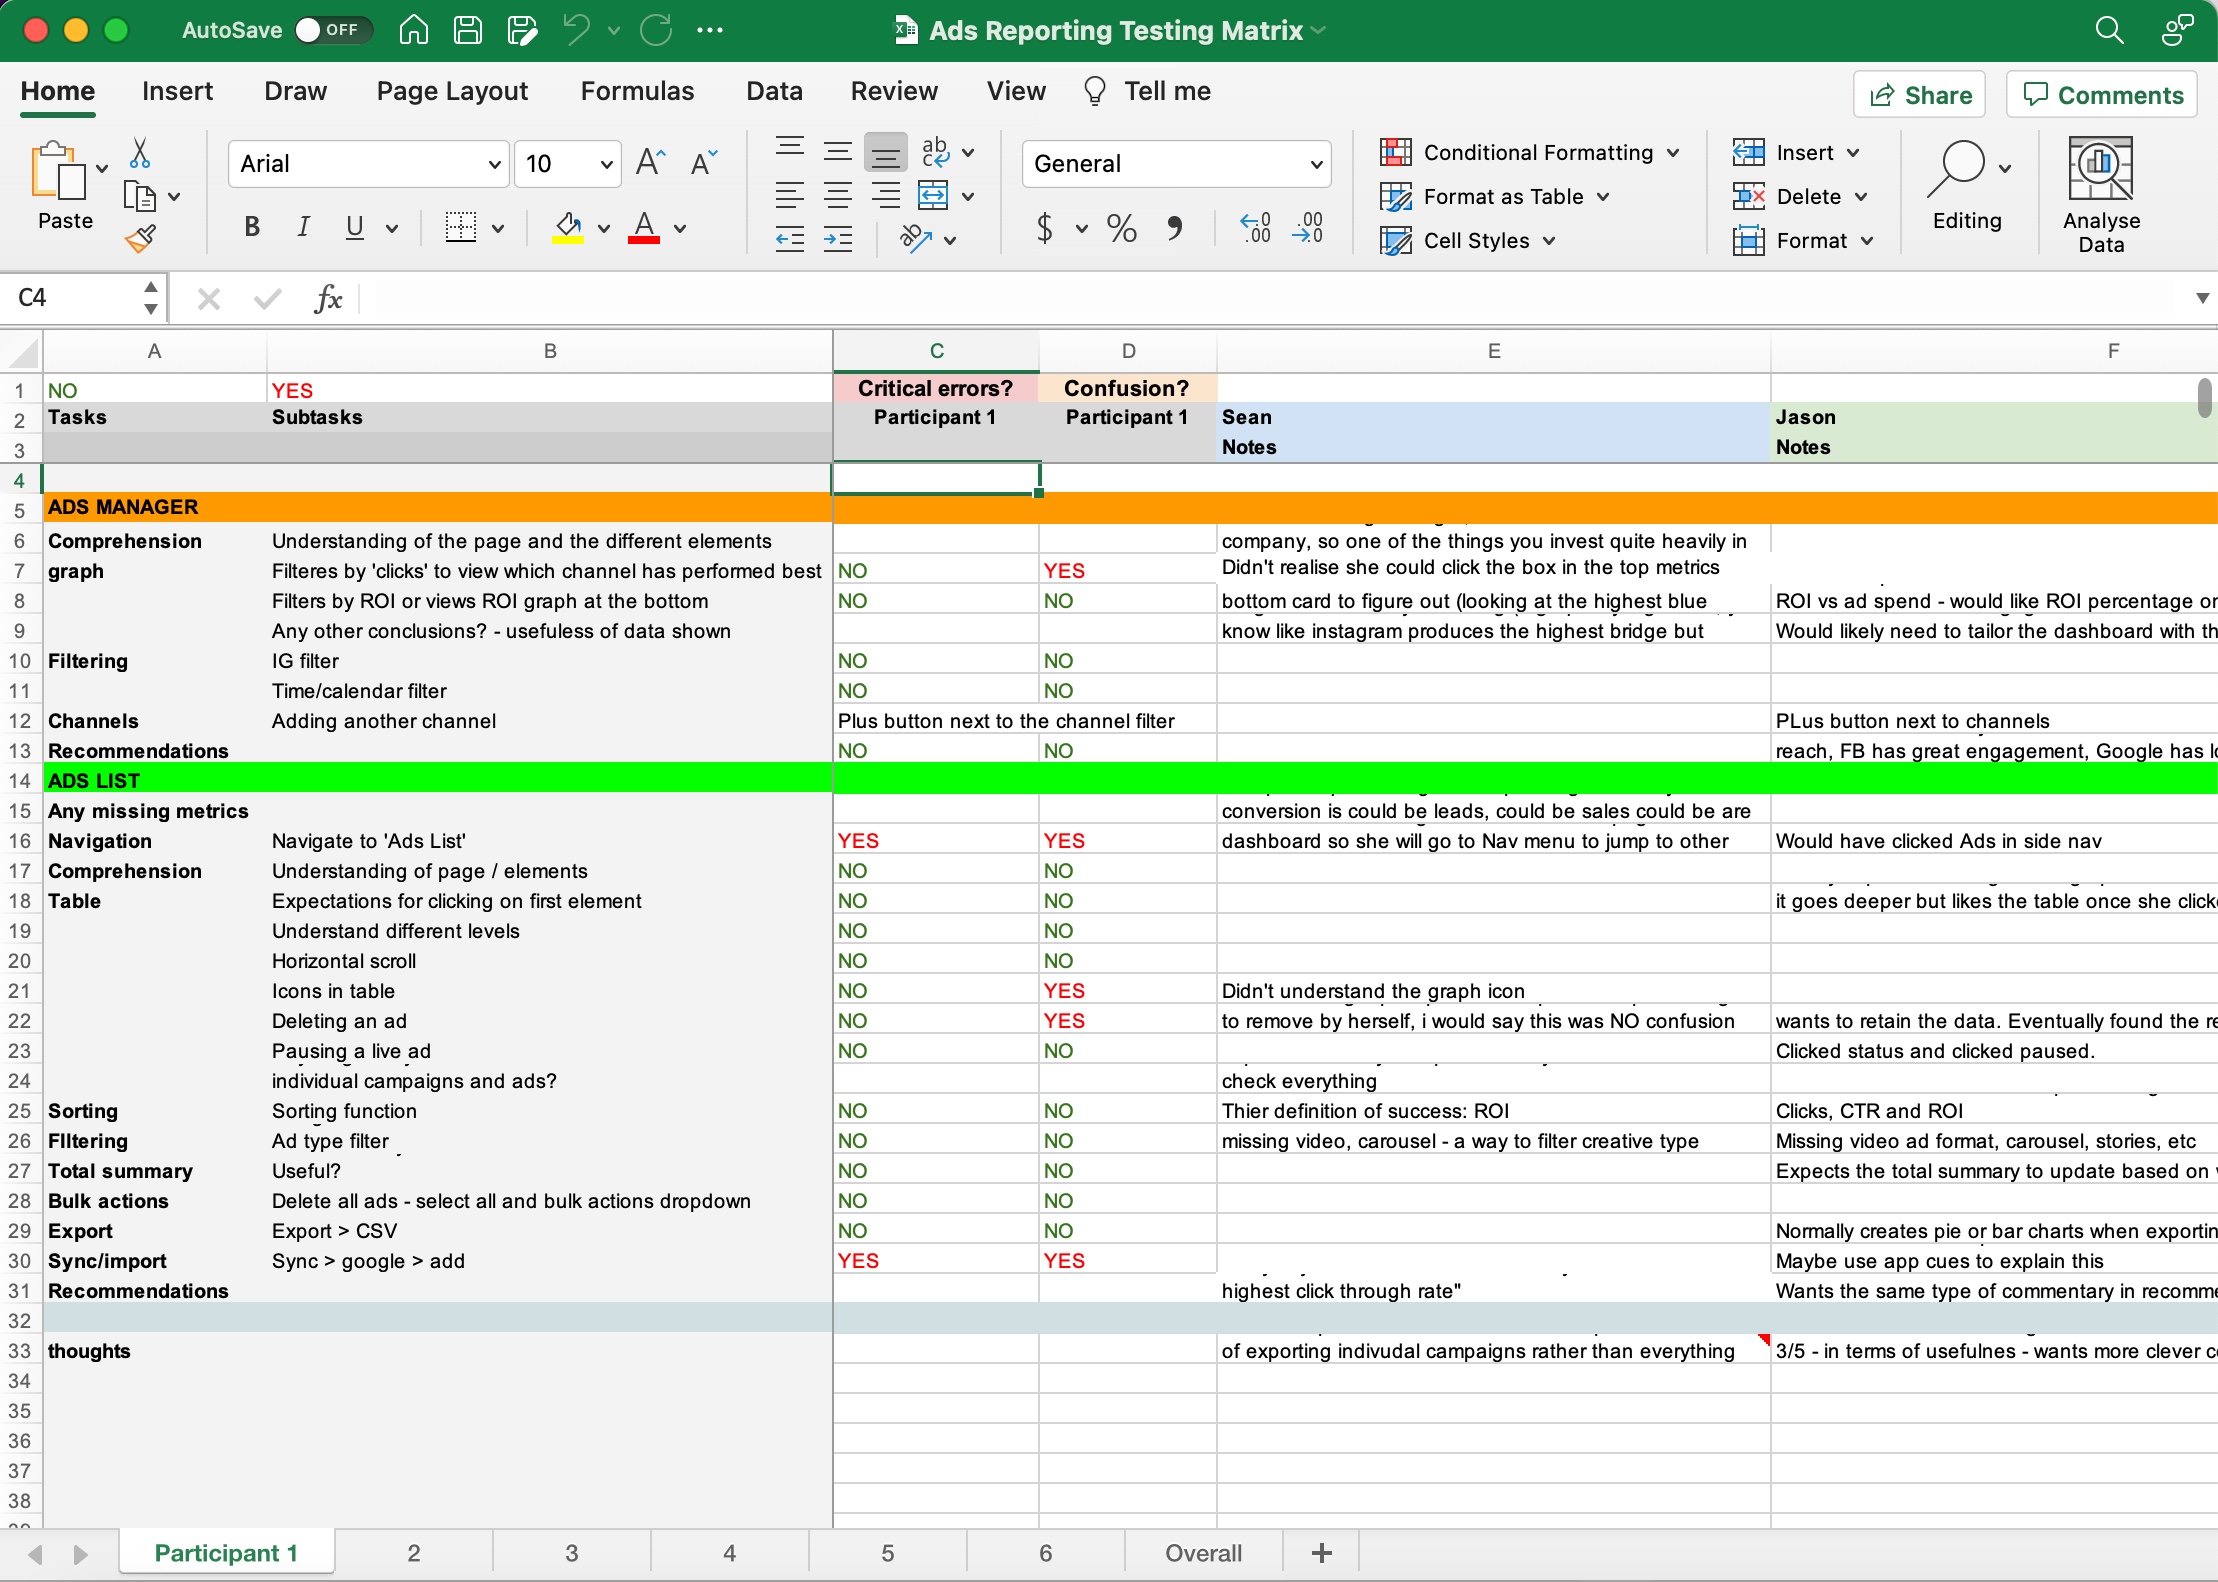 AutoSave OFF Ads Reporting Testing Matrix
Home Insert Draw Page Layout Formulas Data Review View Tell me Share Comments
Paste Arial 10 General Conditional Formatting Format as Table Cell Styles Insert Delete Format Editing Analyse Data
C4 fx
A B C D E F
1 NO YES Critical errors? Confusion?
2 Tasks Subtasks Participant 1 Participant 1 Sean Jason
3 Notes Notes
4
5 ADS MANAGER
6 Comprehension Understanding of the page and the different elements company, so one of the things you invest quite heavily in
7 graph Filteres by 'clicks' to view which channel has performed best NO YES Didn't realise she could click the box in the top metrics
8 Filters by ROI or views ROI graph at the bottom NO NO bottom card to figure out (looking at the highest blue ROI vs ad spend - would like ROI percentage or
9 Any other conclusions? - usefuless of data shown know like instagram produces the highest bridge but Would likely need to tailor the dashboard with th
10 Filtering IG filter NO NO
11 Time/calendar filter NO NO
12 Channels Adding another channel Plus button next to the channel filter PLus button next to channels
13 Recommendations NO NO reach, FB has great engagement, Google has lo
14 ADS LIST
15 Any missing metrics conversion is could be leads, could be sales could be are
16 Navigation Navigate to 'Ads List' YES YES dashboard so she will go to Nav menu to jump to other Would have clicked Ads in side nav
17 Comprehension Understanding of page / elements NO NO
18 Table Expectations for clicking on first element NO NO it goes deeper but likes the table once she clicke
19 Understand different levels NO NO
20 Horizontal scroll NO NO
21 Icons in table NO YES Didn't understand the graph icon
22 Deleting an ad NO YES to remove by herself, i would say this was NO confusion wants to retain the data. Eventually found the re
23 Pausing a live ad NO NO Clicked status and clicked paused.
24 individual campaigns and ads? check everything
25 Sorting Sorting function NO NO Thier definition of success: ROI Clicks, CTR and ROI
26 FIltering Ad type filter NO NO missing video, carousel - a way to filter creative type Missing video ad format, carousel, stories, etc
27 Total summary Useful? NO NO Expects the total summary to update based on
28 Bulk actions Delete all ads - select all and bulk actions dropdown NO NO
29 Export Export > CSV NO NO Normally creates pie or bar charts when exportin
30 Sync/import Sync > google > add YES YES Maybe use app cues to explain this
31 Recommendations highest click through rate" Wants the same type of commentary in recomme
32
33 thoughts of exporting indivudal campaigns rather than everything 3/5 - in terms of usefulnes - wants more clever c
34
35
36
37
38
Participant 1 2 3 4 5 6 Overall +